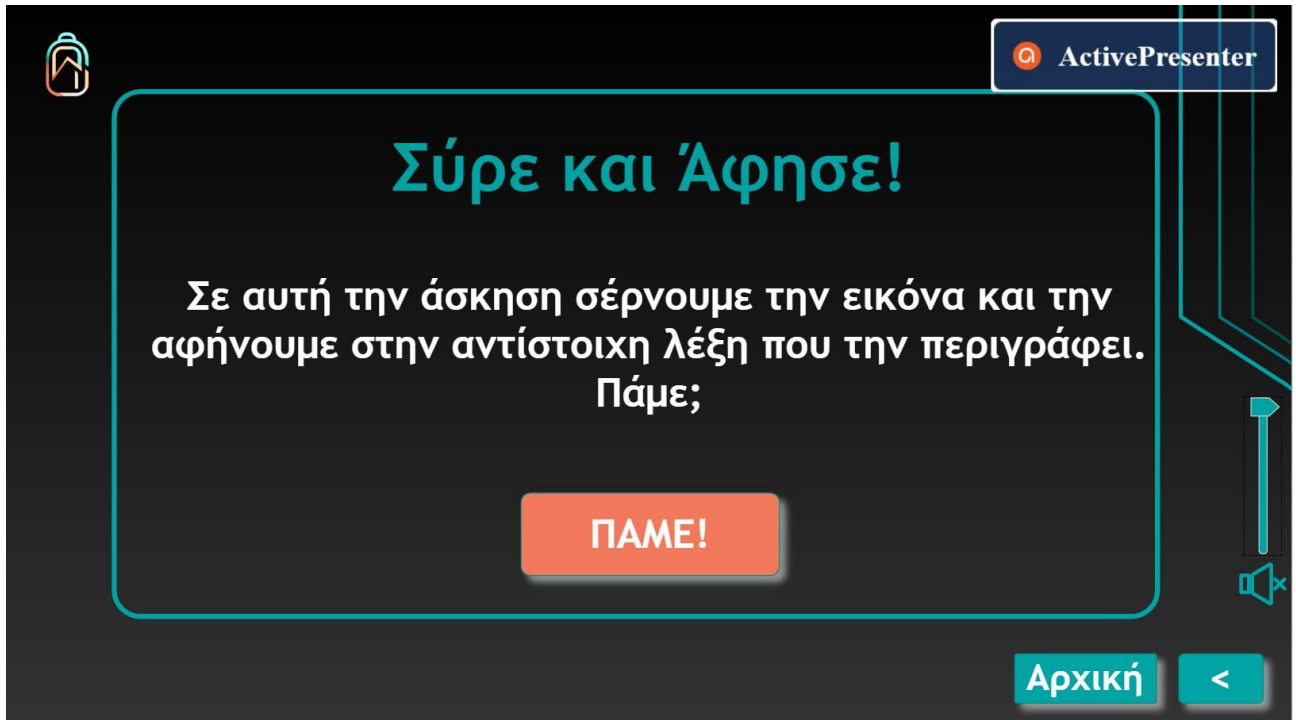 ActivePresenter
Σύρε και Άφησε!
Σε αυτή την άσκηση σέρνουμε την εικόνα και την
αφήνουμε στην αντίστοιχη λέξη που την περιγράφει.
Πάμε;
ΠΑΜΕ!
Αρχική <